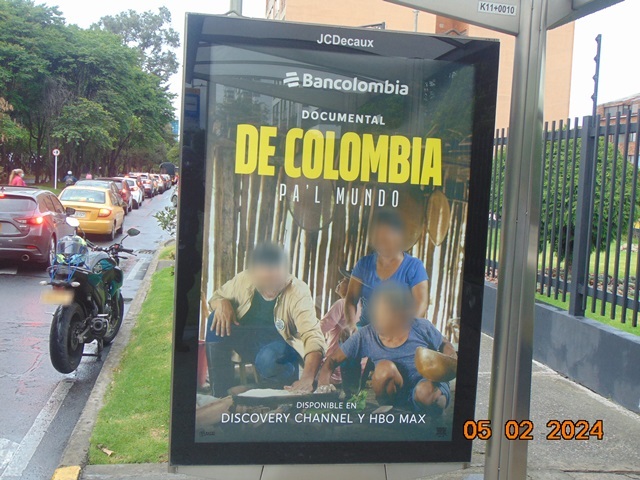 K11+0010
JCDecaux
Bancolombia
DOCUMENTAL
DE COLOMBIA
PA'L MUNDO
DISPONIBLE EN
DISCOVERY CHANNEL Y HBO MAX
05 02 2024